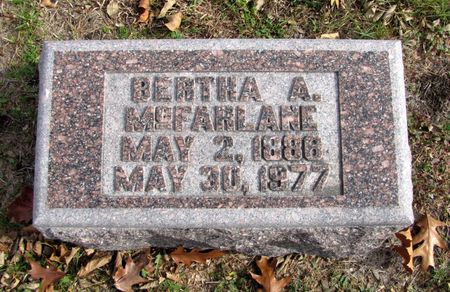 BERTHA A.
McFARLANE
MAY 2, 1888
MAY 30, 1977